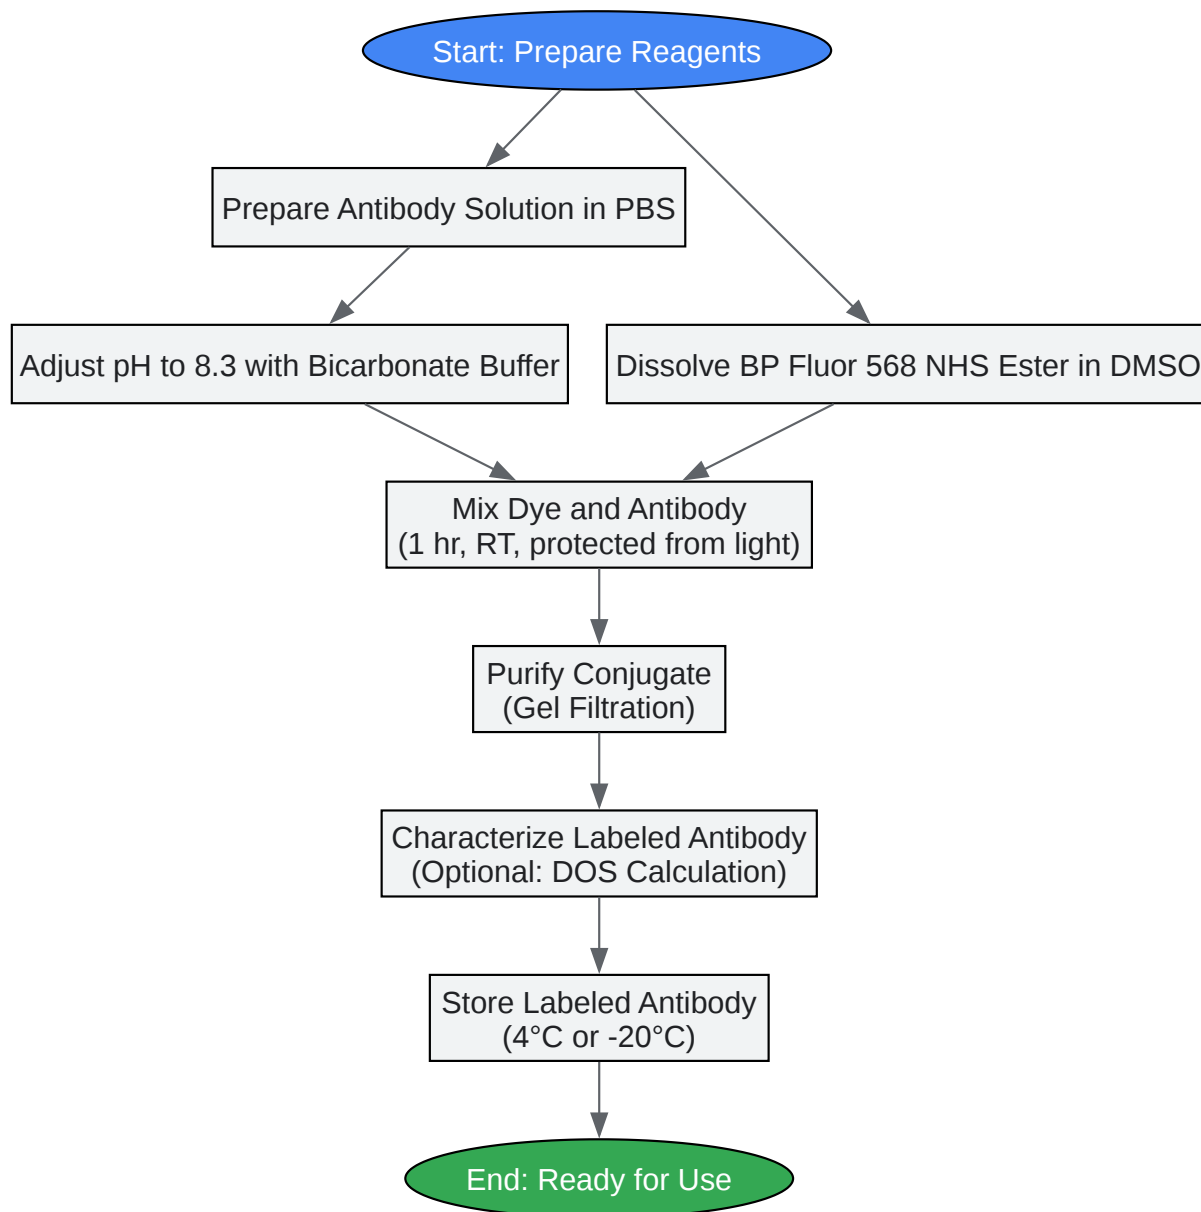 Start: Prepare Reagents
Prepare Antibody Solution in PBS
Adjust pH to 8.3 with Bicarbonate Buffer
Dissolve BP Fluor 568 NHS Ester in DMSO
Mix Dye and Antibody
(1 hr, RT, protected from light)
Purify Conjugate
(Gel Filtration)
Characterize Labeled Antibody
(Optional: DOS Calculation)
Store Labeled Antibody
(4°C or -20°C)
End: Ready for Use